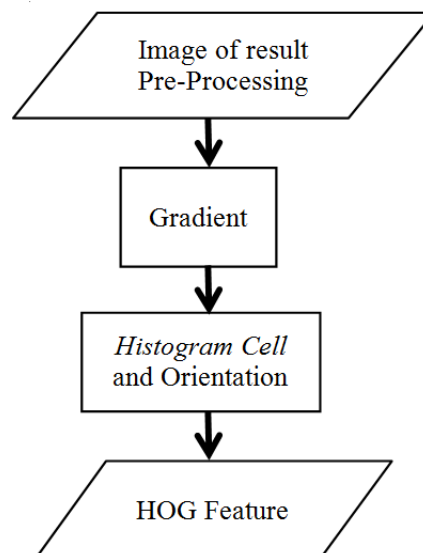 Image of result
Pre-Processing
Gradient
Histogram Cell
and Orientation
HOG Feature